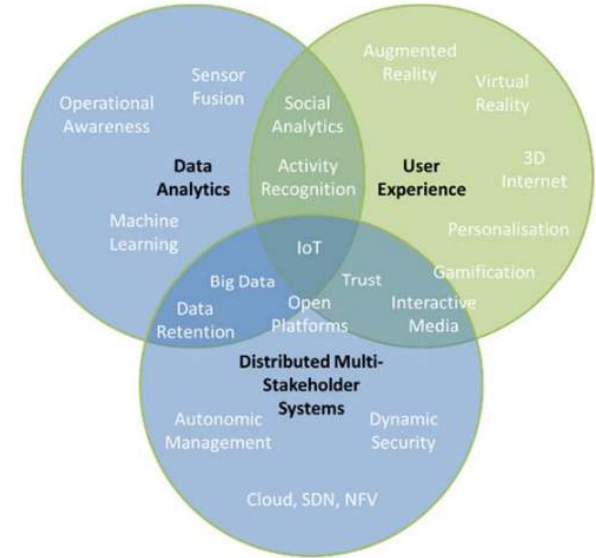 Augmented
Reality
Sensor
Fusion
Virtual
Reality
Operational
Awareness
Social
Analytics
Data
Analytics
Activity
Recognition
User
Experience
3D
Internet
Machine
Learning
Personalisation
IoT
Gamification
Big Data
Trust
Data
Retention
Open
Platforms
Interactive
Media
Distributed Multi-
Stakeholder
Systems
Autonomic
Management
Dynamic
Security
Cloud, SDN, NFV